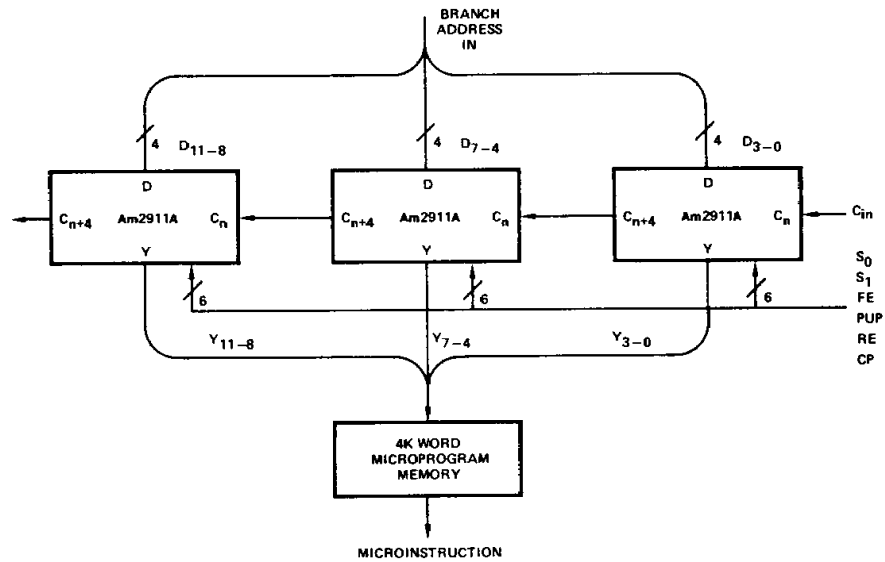 BRANCH
ADDRESS
IN
4 D11–8
4 D7–4
4 D3–0
D
D
D
Cn+4 Am2911A Cn
Cn+4 Am2911A Cn
Cn+4 Am2911A Cn
Cin
Y
Y
Y
6
6
6
S0
S1
FE
PUP
RE
CP
Y11–8
Y7–4
Y3–0
4K WORD
MICROPROGRAM
MEMORY
MICROINSTRUCTION